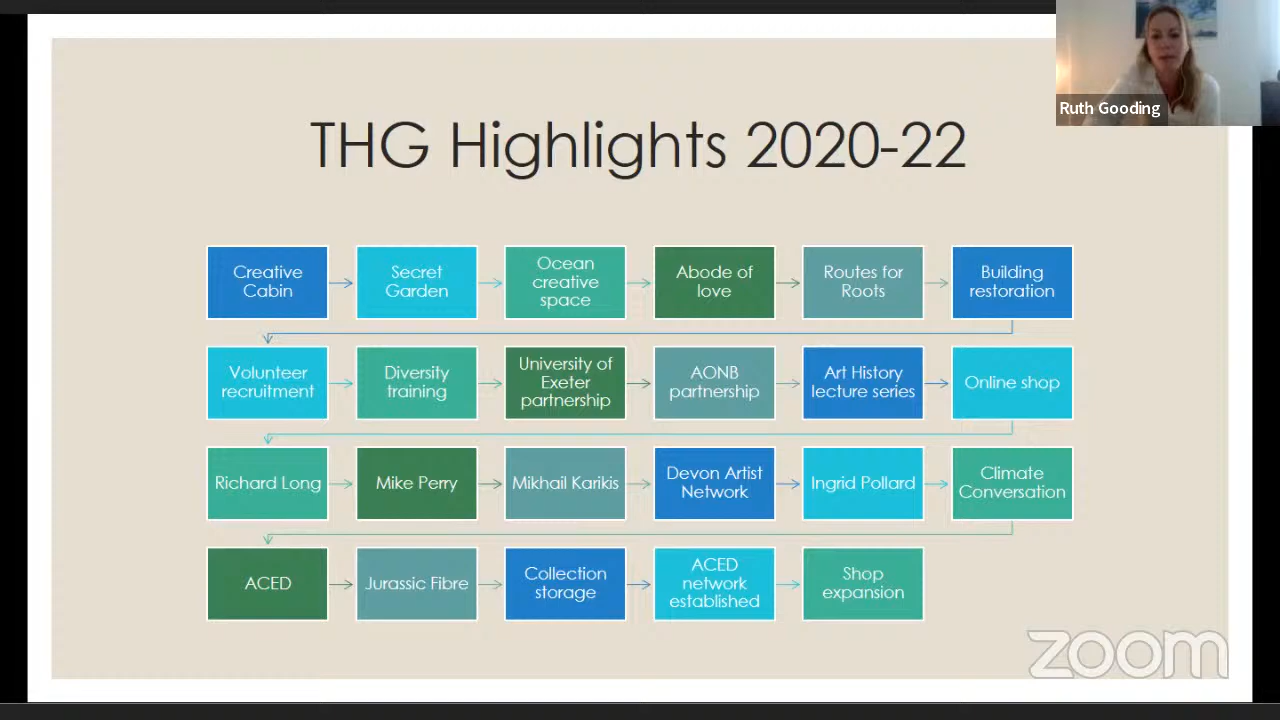 Ruth Gooding
THG Highlights 2020-22
Creative
Cabin
Secret
Garden
Ocean
creative
space
Abode of
love
Routes for
Roots
Building
restoration
Volunteer
recruitment
Diversity
training
University of
Exeter
partnership
AONB
partnership
Art History
lecture series
Online shop
Richard Long
Mike Perry
Mikhail Karikis
Devon Artist
Network
Ingrid Pollard
Climate
Conversation
ACED
Jurassic Fibre
Collection
storage
ACED
network
established
Shop
expansion
zoom